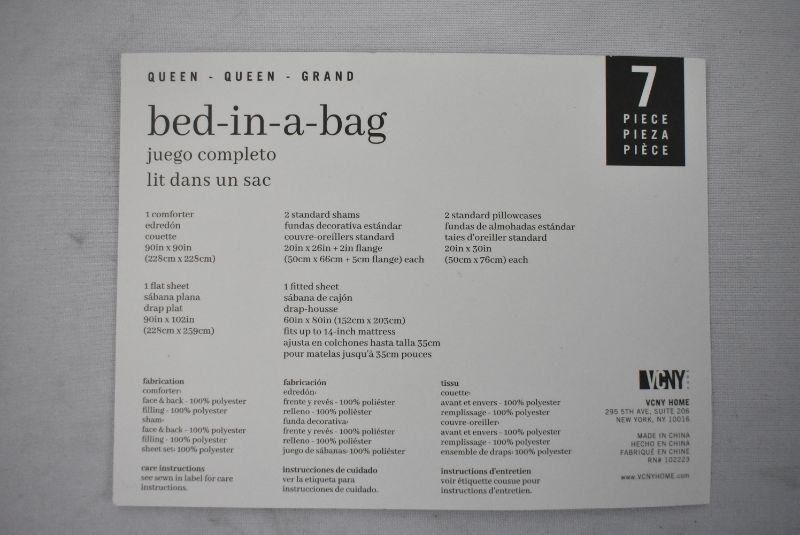 QUEEN - QUEEN - GRAND
bed-in-a-bag
juego completo
lit dans un sac
7
PIECE
PIEZA
PIÈCE
1 comforter
edredón
couette
90in x 90in
(228cm x 228cm)
2 standard shams
fundas decorativa estándar
couvre-oreillers standard
20in x 26in + 2in flange
(50cm x 66cm + 5cm flange) each
2 standard pillowcases
fundas de almohadas estándar
taies d'oreiller standard
20in x 30in
(50cm x 76cm) each
1 flat sheet
sábana plana
drap plat
90in x 102in
(228cm x 259cm)
1 fitted sheet
sábana de cajón
drap-housse
60in x 80in (152cm x 203cm)
fits up to 14-inch mattress
ajusta en colchones hasta talla 35cm
pour matelas jusqu'à 35cm pouces
fabrication
comforter:
face & back - 100% polyester
filling - 100% polyester
sham:
face & back - 100% polyester
filling - 100% polyester
sheet set: 100% polyester
care instructions
see sewn in label for care
instructions.
fabricación
edredón:
frente y revés - 100% poliéster
relleno - 100% poliéster
funda decorativa:
frente y revés - 100% poliéster
relleno - 100% poliéster
juego de sábanas: 100% poliéster
instrucciones de cuidado
ver la etiqueta para
instrucciones de cuidado.
tissu
couette:
avant et envers - 100% polyester
remplissage - 100% polyester
couvre-oreiller:
avant et envers - 100% polyester
remplissage - 100% polyester
ensemble de draps: 100% polyester
instructions d'entretien
voir étiquette cousue pour
instructions d'entretien.
VCNY
VCNY HOME
295 5TH AVE, SUITE 206
NEW YORK, NY 10016
MADE IN CHINA
HECHO EN CHINA
FABRIQUÉ EN CHINE
RN# 102223
WWW.VCNYHOME.COM